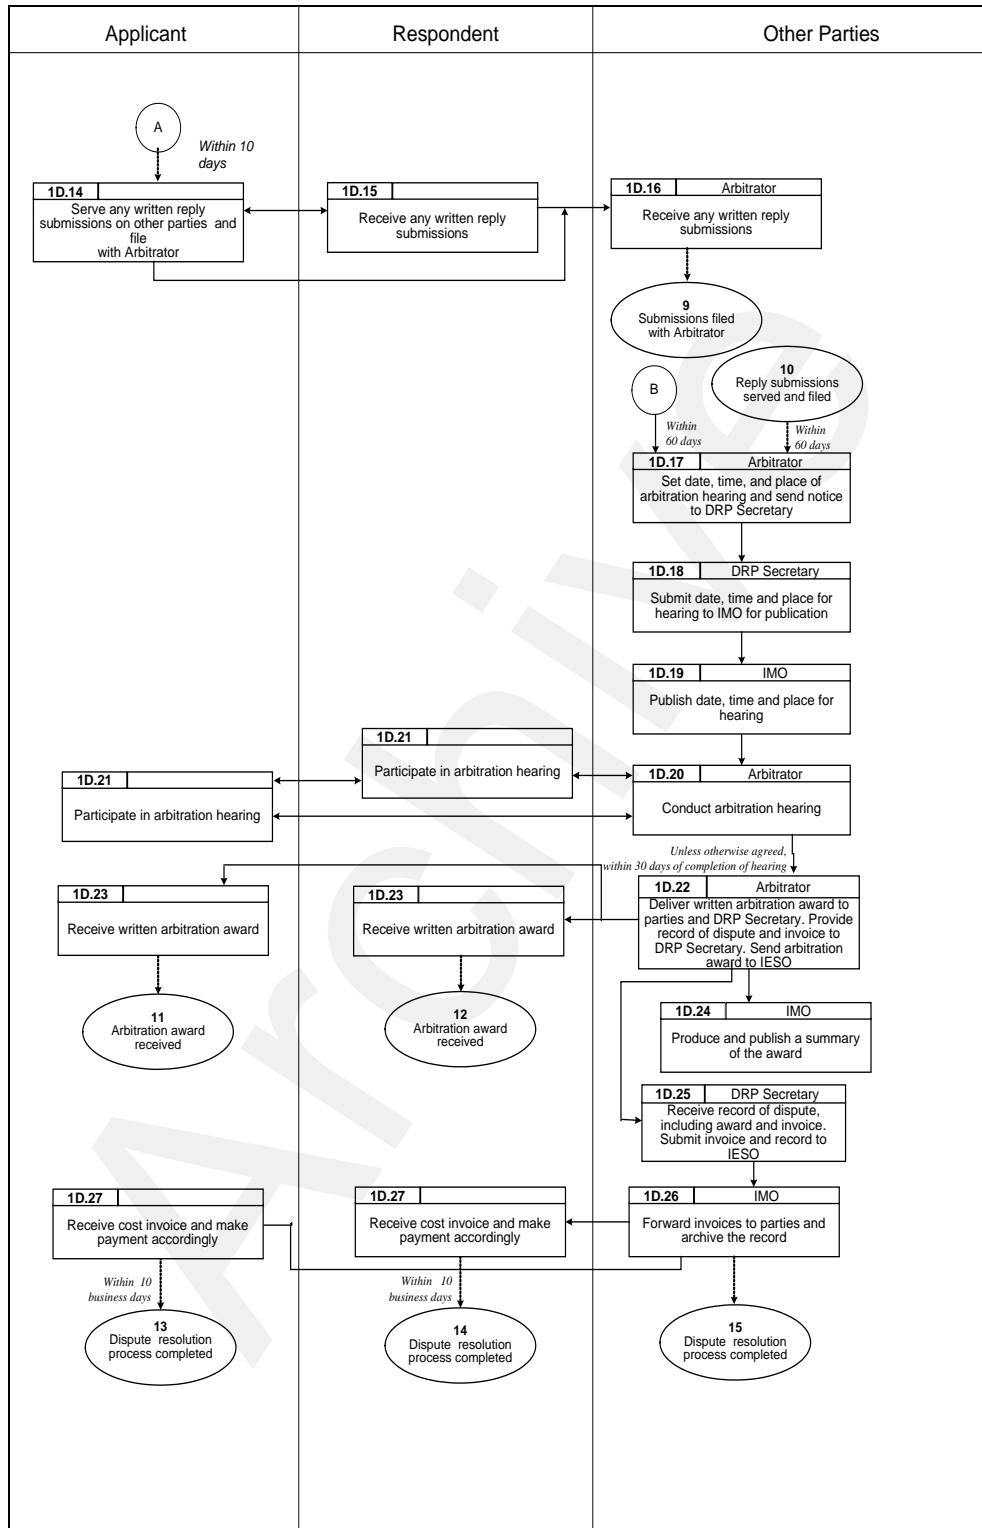 Applicant
Respondent
Other Parties
A
Within 10
days
1D.14
Serve any written reply
submissions on other parties and
file
with Arbitrator
1D.15
Receive any written reply
submissions
1D.16 Arbitrator
Receive any written reply
submissions
9
Submissions filed
with Arbitrator
10
Reply submissions
served and filed
B
Within
60 days
Within
60 days
1D.17 Arbitrator
Set date, time, and place of
arbitration hearing and send notice
to DRP Secretary
1D.18 DRP Secretary
Submit date, time and place for
hearing to IMO for publication
1D.19 IMO
Publish date, time and place for
hearing
1D.21
Participate in arbitration hearing
1D.21
Participate in arbitration hearing
1D.20 Arbitrator
Conduct arbitration hearing
Unless otherwise agreed,
within 30 days of completion of hearing
1D.23
Receive written arbitration award
1D.23
Receive written arbitration award
1D.22 Arbitrator
Deliver written arbitration award to
parties and DRP Secretary. Provide
record of dispute and invoice to
DRP Secretary. Send arbitration
award to IESO
11
Arbitration award
received
12
Arbitration award
received
1D.24 IMO
Produce and publish a summary
of the award
1D.25 DRP Secretary
Receive record of dispute,
including award and invoice.
Submit invoice and record to
IESO
1D.27
Receive cost invoice and make
payment accordingly
1D.27
Receive cost invoice and make
payment accordingly
1D.26 IMO
Forward invoices to parties and
archive the record
Within 10
business days
Within 10
business days
13
Dispute resolution
process completed
14
Dispute resolution
process completed
15
Dispute resolution
process completed
Archive